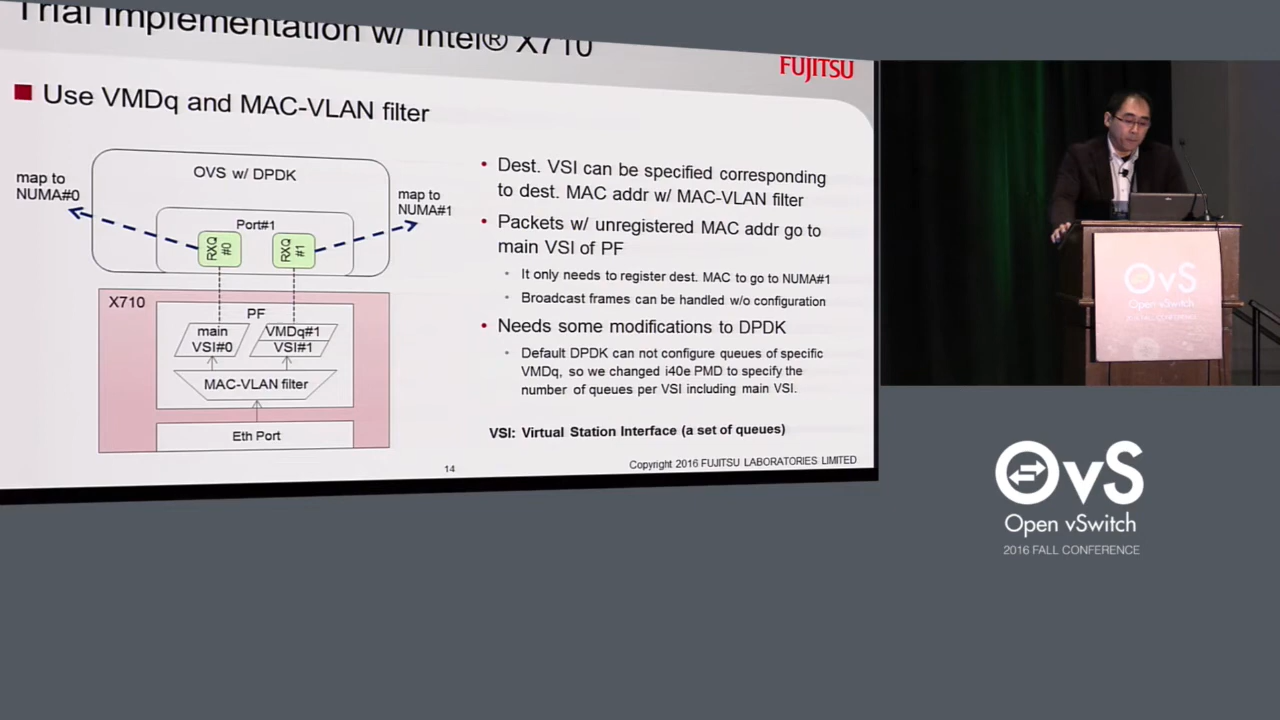 Trial Implementation w/ Intel® X710
FUJITSU
Use VMDq and MAC-VLAN filter
OVS w/ DPDK
map to
NUMA#0
map to
NUMA#1
Port#1
RXQ
#0
RXQ
#1
X710
PF
main
VSI#0
VMDq#1
VSI#1
MAC-VLAN filter
Eth Port
• Dest. VSI can be specified corresponding
to dest. MAC addr w/ MAC-VLAN filter
• Packets w/ unregistered MAC addr go to
main VSI of PF
• It only needs to register dest. MAC to go to NUMA#1
• Broadcast frames can be handled w/o configuration
• Needs some modifications to DPDK
• Default DPDK can not configure queues of specific
VMDq, so we changed i40e PMD to specify the
number of queues per VSI including main VSI.
VSI: Virtual Station Interface (a set of queues)
14
Copyright 2016 FUJITSU LABORATORIES LIMITED
OvS
Open vSwitch
2016 FALL CONFERENCE
OvS
Open vSwitch
2016 FALL CONFERENCE